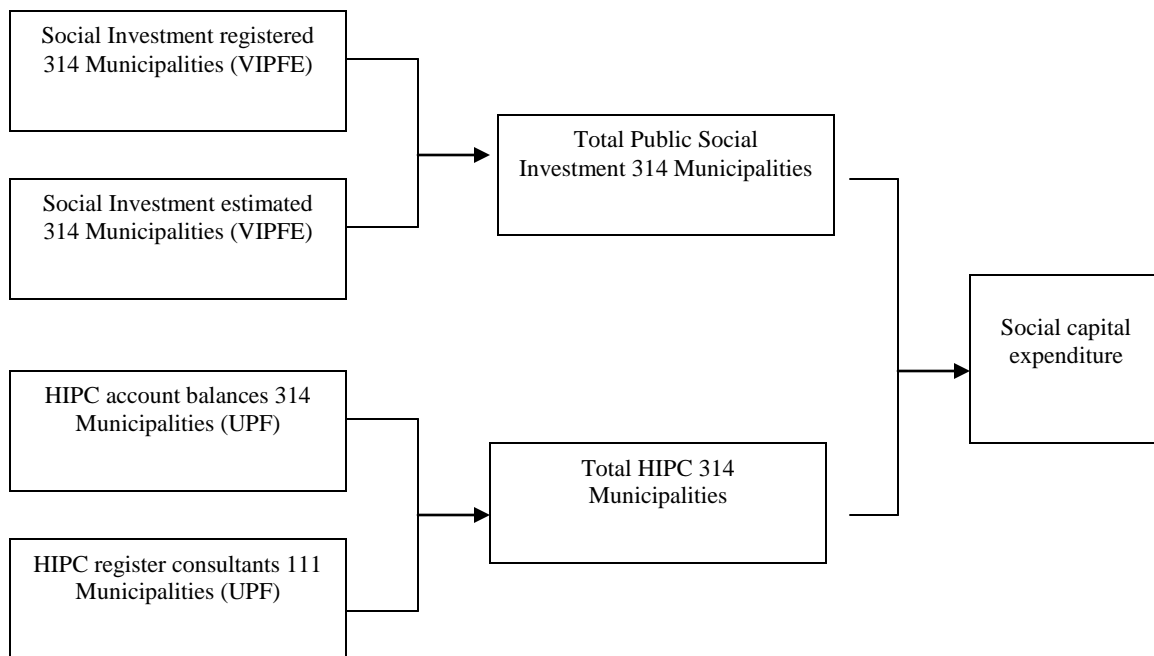 Social Investment registered
314 Municipalities (VIPFE)
Social Investment estimated
314 Municipalities (VIPFE)
Total Public Social
Investment 314 Municipalities
Social capital
expenditure
HIPC account balances 314
Municipalities (UPF)
HIPC register consultants 111
Municipalities (UPF)
Total HIPC 314
Municipalities